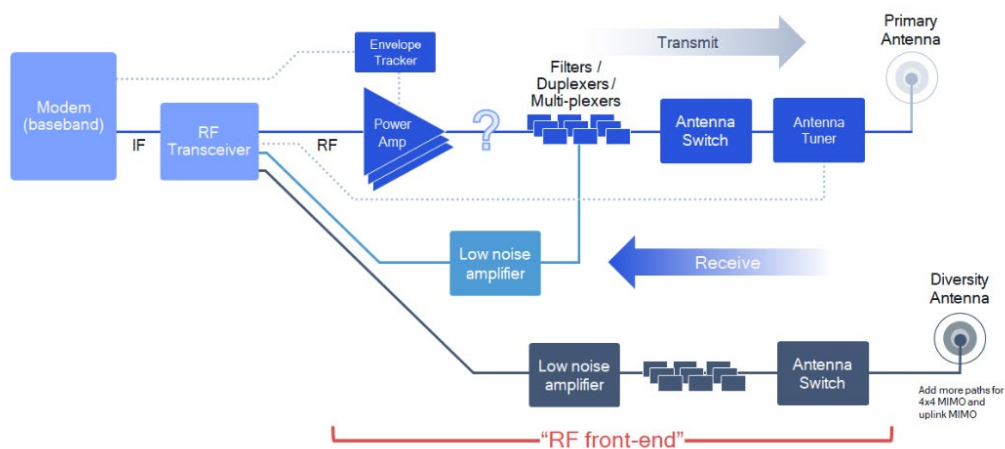 Modem
(baseband)
IF
RF
Transceiver
RF
Envelope
Tracker
Power
Amp
?
Filters /
Duplexers /
Multi-plexers
Transmit
Antenna
Switch
Antenna
Tuner
Primary
Antenna
Low noise
amplifier
Receive
Low noise
amplifier
Antenna
Switch
Diversity
Antenna
Add more paths for
4x4 MIMO and
uplink MIMO
“RF front-end”